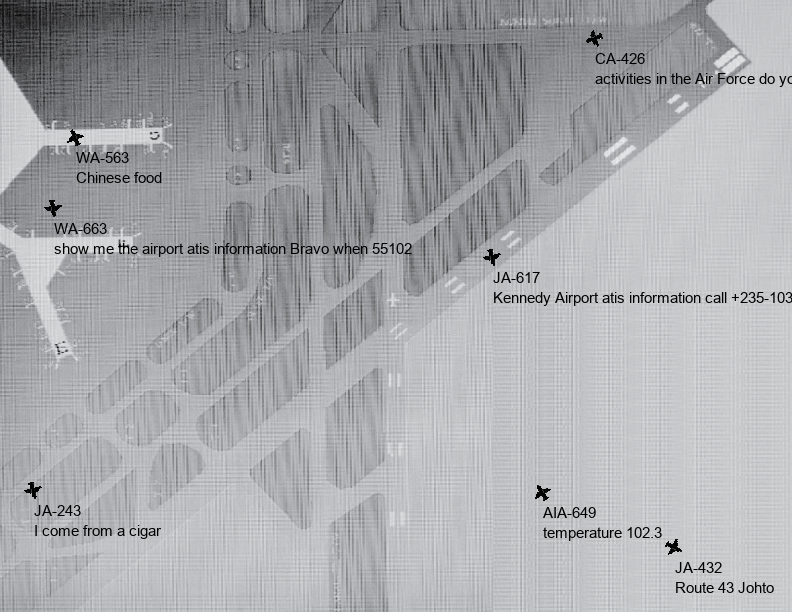 CA-426
activities in the Air Force do yo
WA-563
Chinese food
WA-663
show me the airport atis information Bravo when 55102
JA-617
Kennedy Airport atis information call +235-103
JA-243
I come from a cigar
AIA-649
temperature 102.3
JA-432
Route 43 Johto